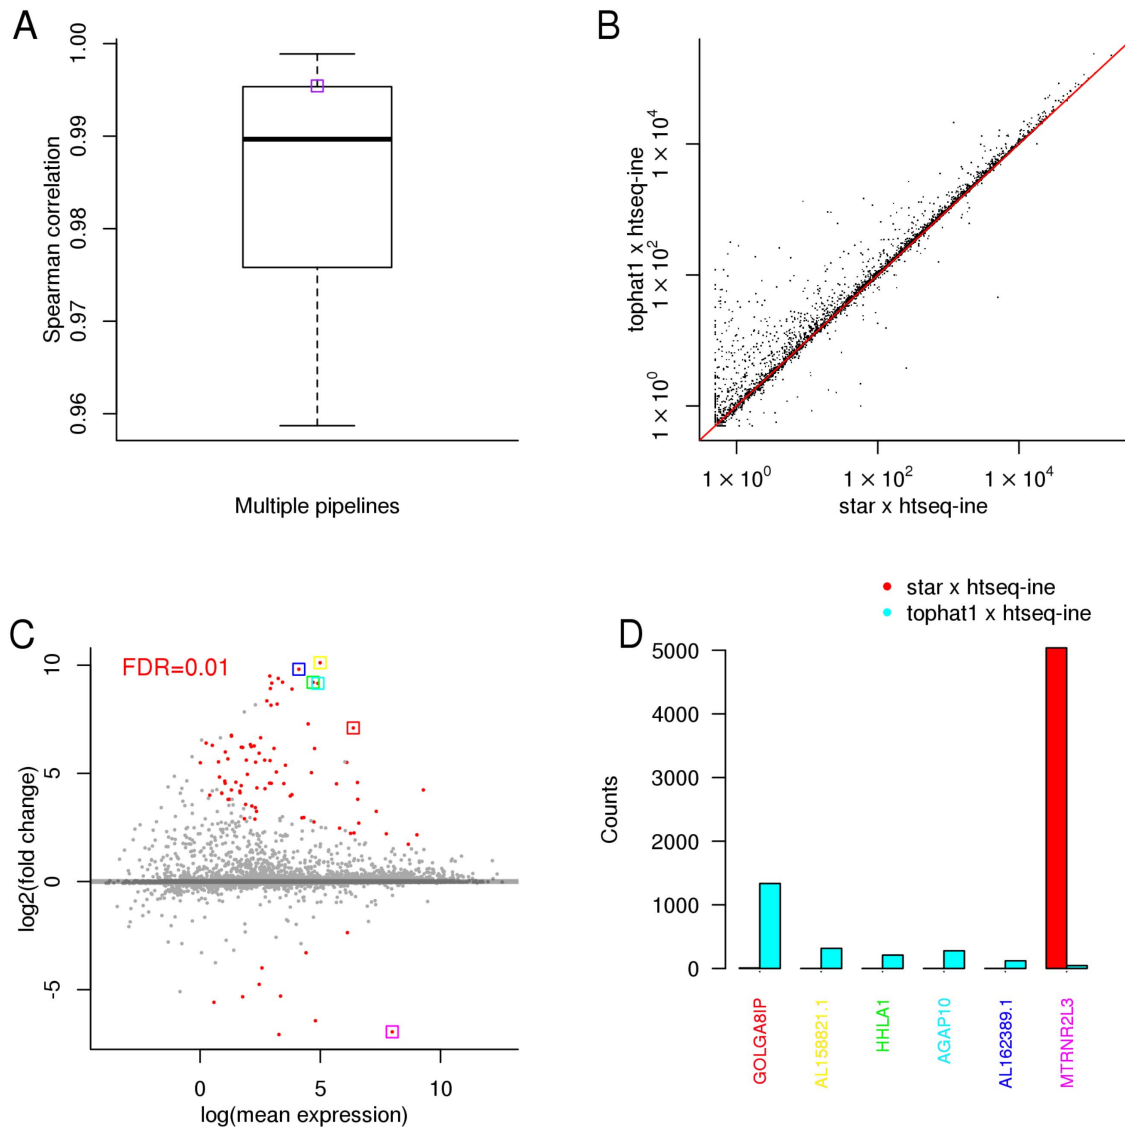 A
Spearman correlation
1.00
0.99
0.98
0.97
0.96
Multiple pipelines
B
tophat1 x htseq-ine
1 × 10^4
1 × 10^2
1 × 10^0
1 × 10^0
1 × 10^2
1 × 10^4
star x htseq-ine
C
FDR=0.01
log2(fold change)
10
5
0
-5
0
5
10
log(mean expression)
star x htseq-ine
tophat1 x htseq-ine
D
Counts
5000
4000
3000
2000
1000
0
GOLGA8IP
AL158821.1
HHLA1
AGAP10
AL162389.1
MTRNR2L3